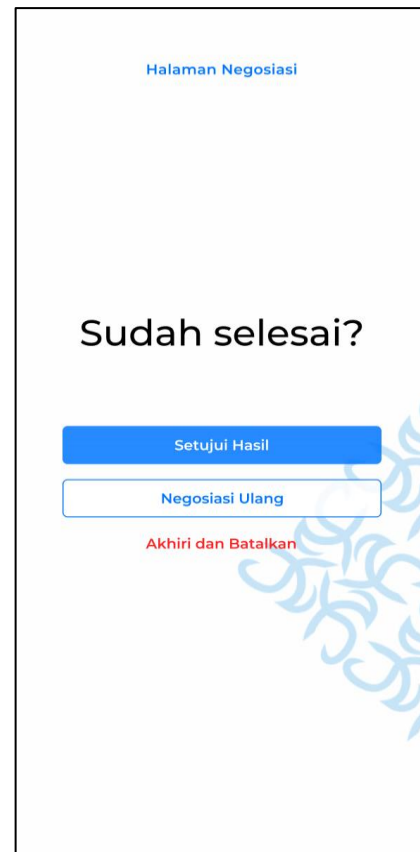 Halaman Negosiasi
Sudah selesai?
Setujui Hasil
Negosiasi Ulang
Akhiri dan Batalkan